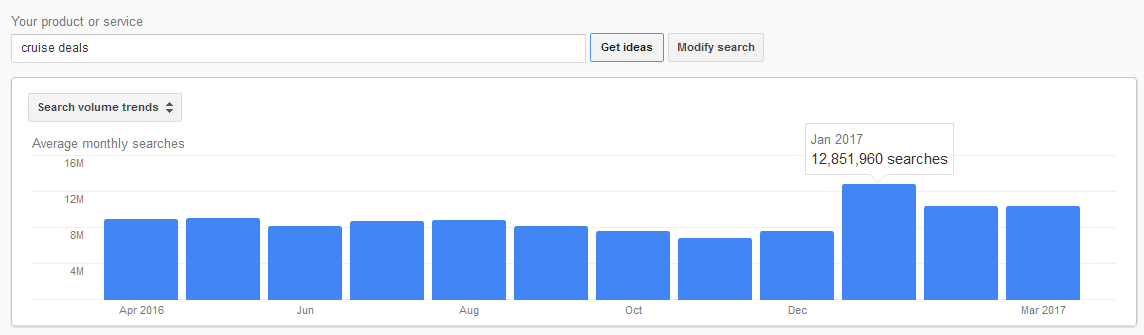 Your product or service
cruise deals
Get ideas
Modify search
Search volume trends
Average monthly searches
Jan 2017
12,851,960 searches
16M
12M
8M
4M
Apr 2016 Jun Aug Oct Dec Mar 2017